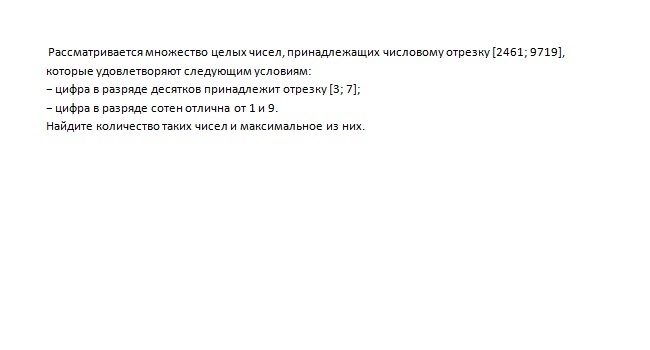 Рассматривается множество целых чисел, принадлежащих числовому отрезку [2461; 9719],
которые удовлетворяют следующим условиям:
– цифра в разряде десятков принадлежит отрезку [3; 7];
– цифра в разряде сотен отлична от 1 и 9.
Найдите количество таких чисел и максимальное из них.